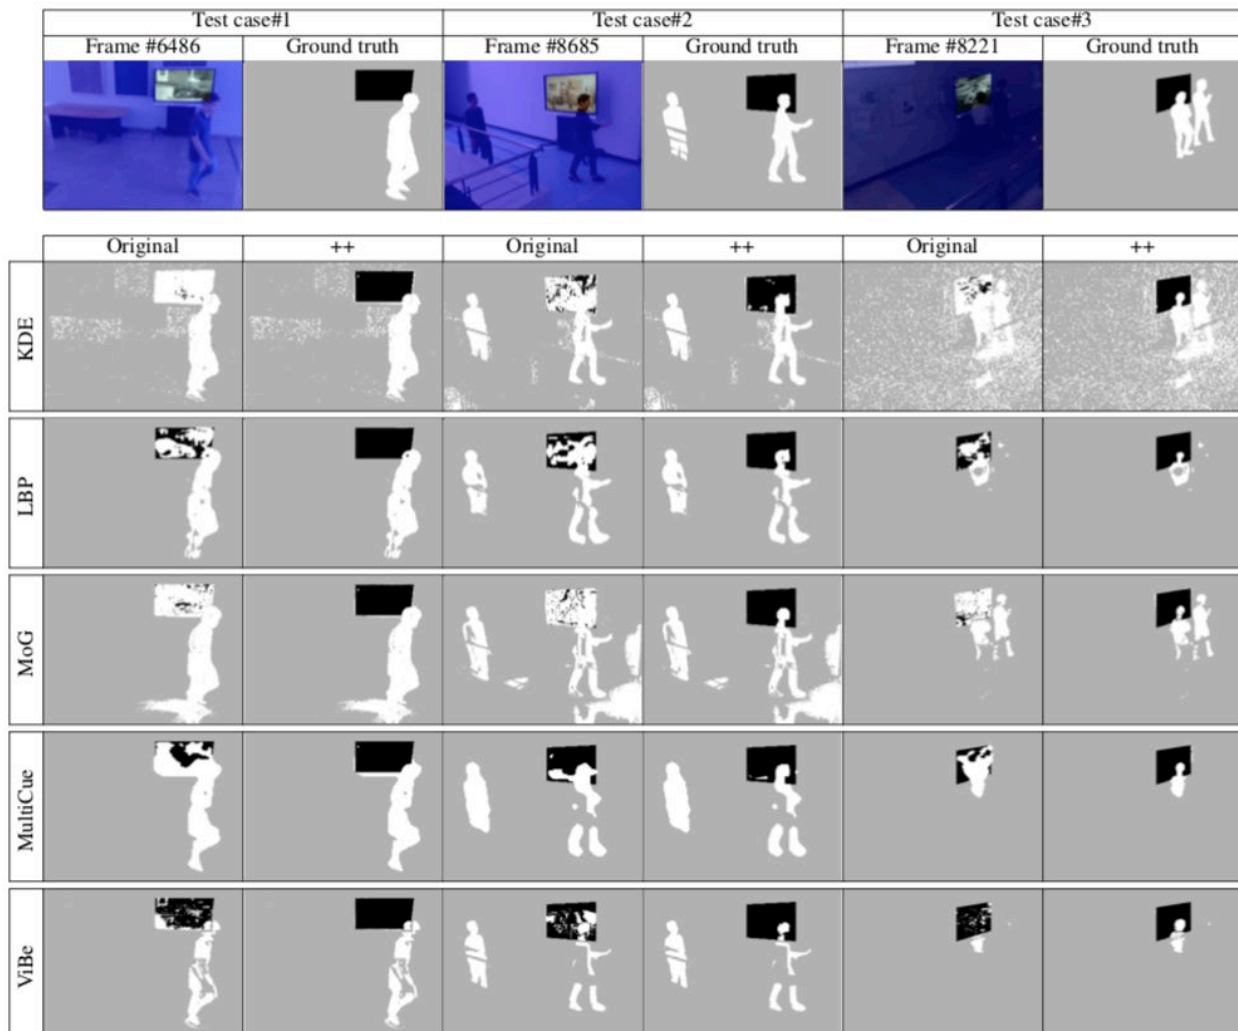 Test case#1 Test case#2 Test case#3
Frame #6486 Ground truth Frame #8685 Ground truth Frame #8221 Ground truth
Original ++ Original ++ Original ++
KDE
LBP
MoG
MultiCue
ViBe